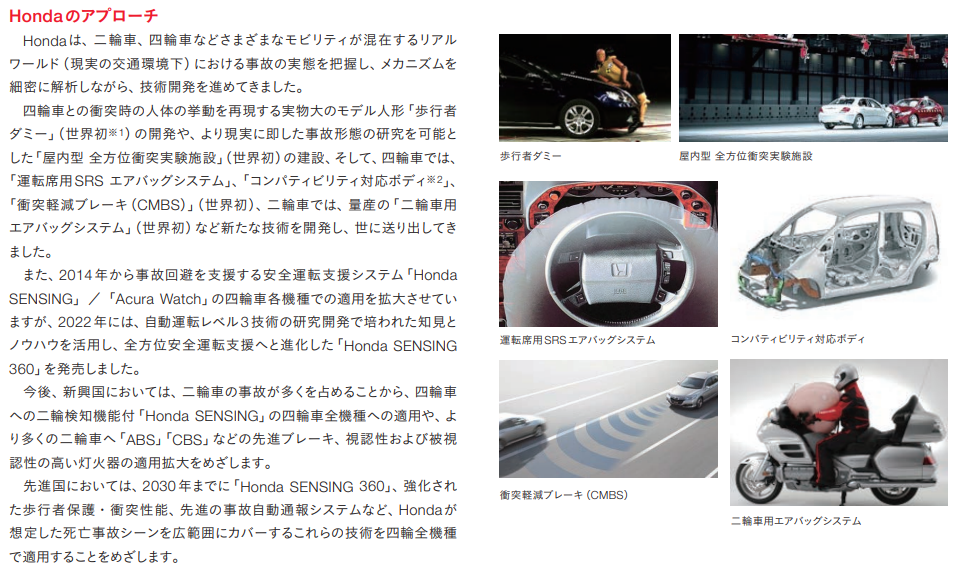 Hondaのアプローチ
　Hondaは、二輪車、四輪車などさまざまなモビリティが混在するリアル
ワールド（現実の交通環境下）における事故の実態を把握し、メカニズムを
細密に解析しながら、技術開発を進めてきました。
　四輪車との衝突時の人体の挙動を再現する実物大のモデル人形「歩行者
ダミー」（世界初※1）の開発や、より現実に即した事故形態の研究を可能と
した「屋内型 全方位衝突実験施設」（世界初）の建設、そして、四輪車では、
「運転席用SRS エアバッグシステム」、「コンパティビリティ対応ボディ※2」、
「衝突軽減ブレーキ（CMBS）」（世界初）、二輪車では、量産の「二輪車用
エアバッグシステム」（世界初）など新たな技術を開発し、世に送り出してき
ました。
　また、2014年から事故回避を支援する安全運転支援システム「Honda
SENSING」 ／ 「Acura Watch」の四輪車各機種での適用を拡大させてい
ますが、2022年には、自動運転レベル3技術の研究開発で培われた知見と
ノウハウを活用し、全方位安全運転支援へと進化した「Honda SENSING
360」を発売しました。
　今後、新興国においては、二輪車の事故が多くを占めることから、四輪車
への二輪検知機能付「Honda SENSING」の四輪車全機種への適用や、よ
り多くの二輪車へ「ABS」「CBS」などの先進ブレーキ、視認性および被視
認性の高い灯火器の適用拡大をめざします。
　先進国においては、2030年までに「Honda SENSING 360」、強化され
た歩行者保護・衝突性能、先進の事故自動通報システムなど、Hondaが
想定した死亡事故シーンを広範囲にカバーするこれらの技術を四輪全機種
で適用することをめざします。
歩行者ダミー
屋内型 全方位衝突実験施設
運転席用SRSエアバッグシステム
コンパティビリティ対応ボディ
衝突軽減ブレーキ（CMBS）
二輪車用エアバッグシステム